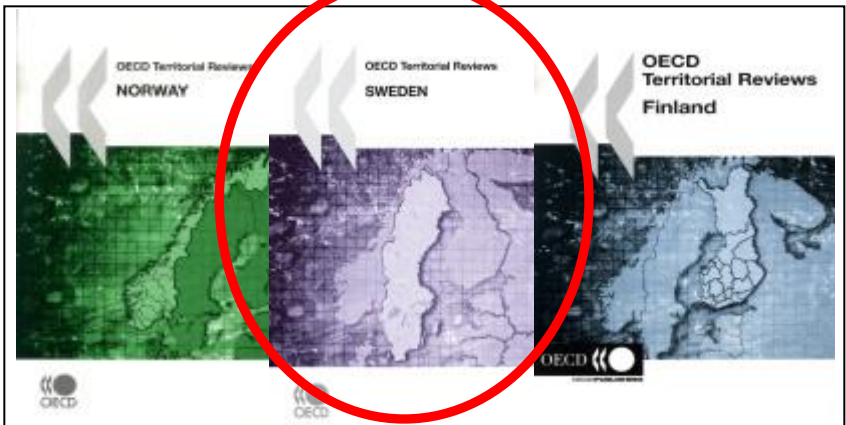 OECD Territorial Reviews
NORWAY
OECD
OECD Territorial Reviews
SWEDEN
OECD
OECD
Territorial Reviews
Finland
OECD